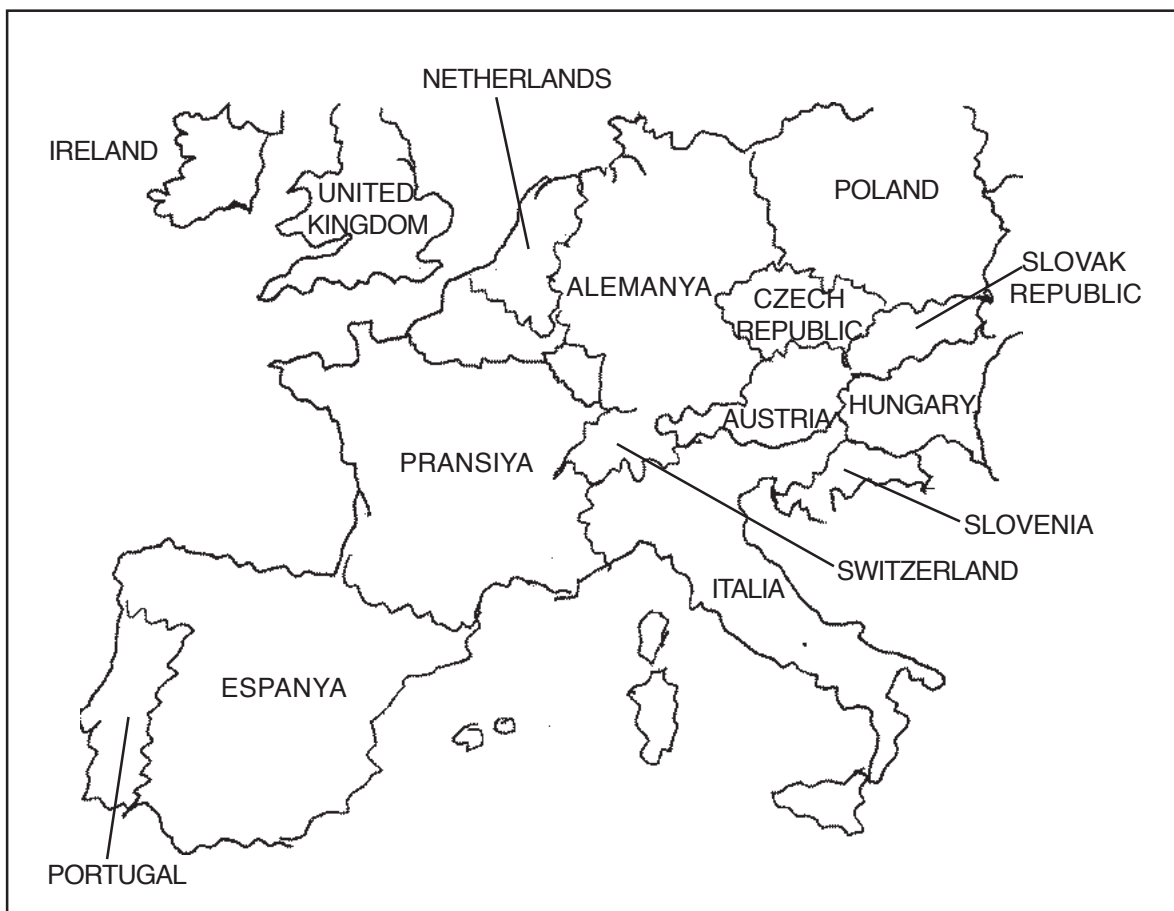 NETHERLANDS
IRELAND
UNITED
KINGDOM
POLAND
SLOVAK
REPUBLIC
ALEMANYA
CZECH
REPUBLIC
AUSTRIA
HUNGARY
PRANSIYA
SLOVENIA
SWITZERLAND
ITALIA
ESPANYA
PORTUGAL